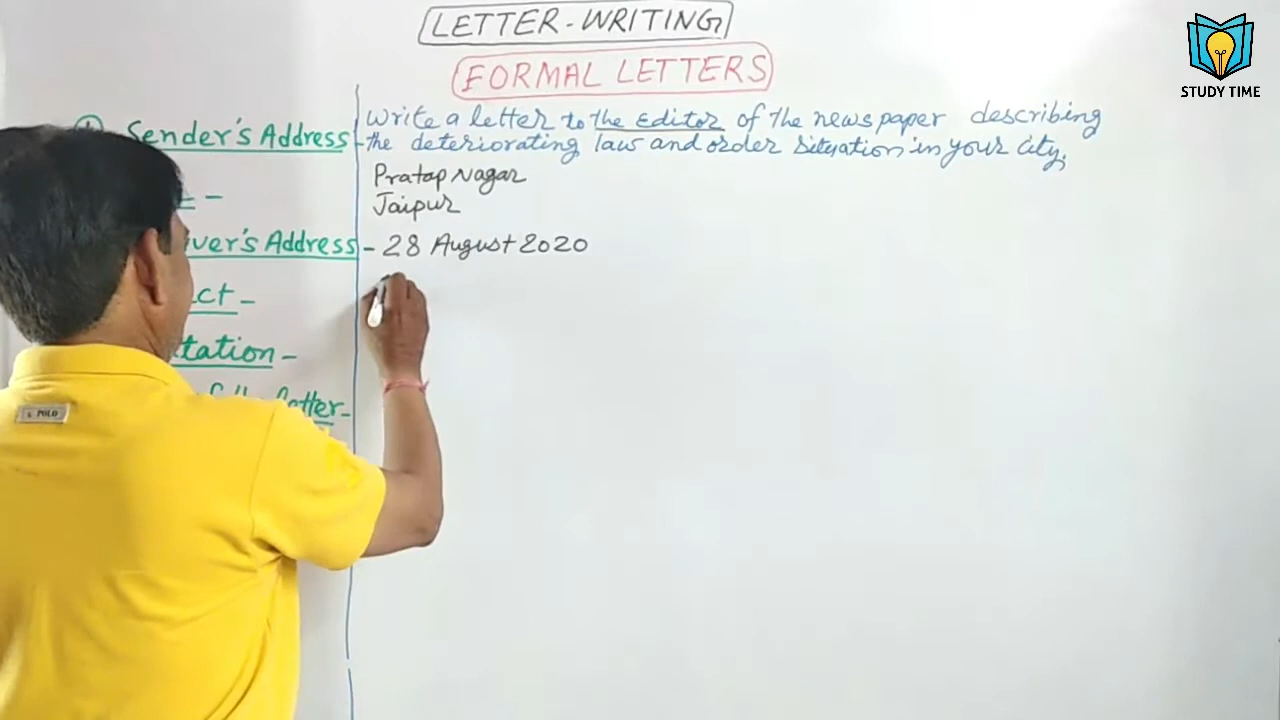 LETTER-WRITING
FORMAL LETTERS
STUDY TIME
Sender's Address -
-
ver's Address -
ct -
tation -
letter -
Write a letter to the Editor of the newspaper describing
the deteriorating law and order situation in your city.
Pratap Nagar
Jaipur
28 August 2020
POLO